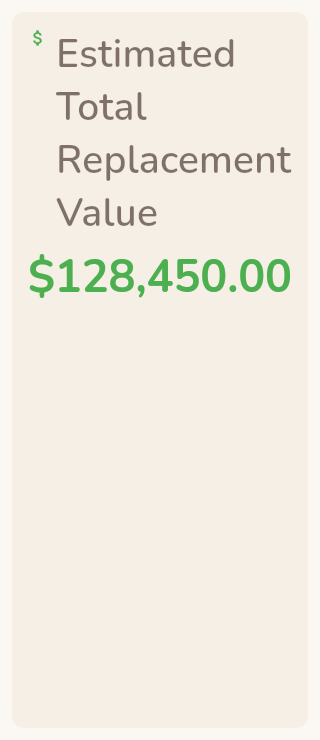 $ Estimated
Total
Replacement
Value
$128,450.00